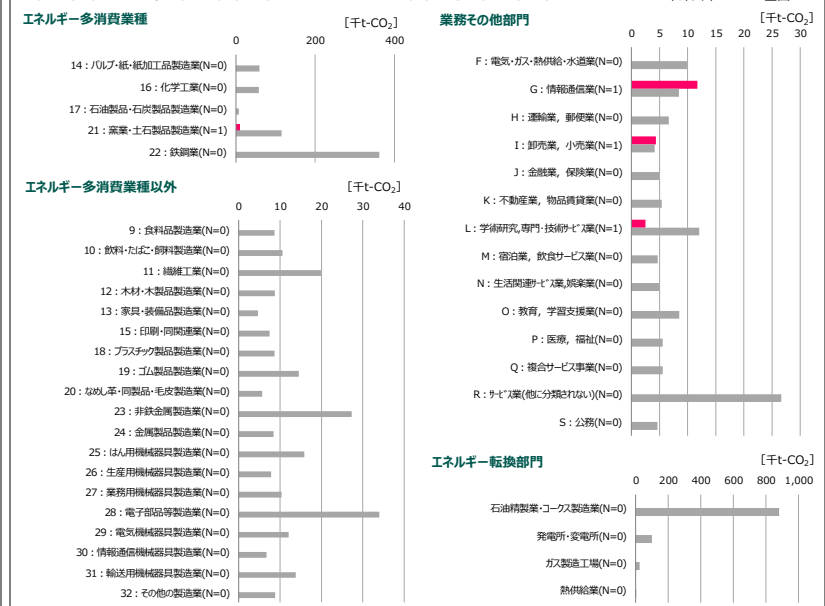 エネルギー多消費業種
[千t-CO₂]
0 200 400
14：パルプ・紙・紙加工品製造業(N=0)
16：化学工業(N=0)
17：石油製品・石炭製品製造業(N=0)
21：窯業・土石製品製造業(N=1)
22：鉄鋼業(N=0)
エネルギー多消費業種以外
[千t-CO₂]
0 10 20 30 40
9：食料品製造業(N=0)
10：飲料・たばこ・飼料製造業(N=0)
11：繊維工業(N=0)
12：木材・木製品製造業(N=0)
13：家具・装備品製造業(N=0)
15：印刷・同関連業(N=0)
18：プラスチック製品製造業(N=0)
19：ゴム製品製造業(N=0)
20：なめし革・同製品・毛皮製造業(N=0)
23：非鉄金属製造業(N=0)
24：金属製品製造業(N=0)
25：はん用機械器具製造業(N=0)
26：生産用機械器具製造業(N=0)
27：業務用機械器具製造業(N=0)
28：電子部品等製造業(N=0)
29：電気機械器具製造業(N=0)
30：情報通信機械器具製造業(N=0)
31：輸送用機械器具製造業(N=0)
32：その他の製造業(N=0)
業務その他部門
[千t-CO₂]
0 5 10 15 20 25 30
F：電気・ガス・熱供給・水道業(N=0)
G：情報通信業(N=1)
H：運輸業，郵便業(N=0)
I：卸売業，小売業(N=1)
J：金融業，保険業(N=0)
K：不動産業，物品賃貸業(N=0)
L：学術研究,専門・技術ｻｰﾋﾞｽ業(N=1)
M：宿泊業，飲食サービス業(N=0)
N：生活関連ｻｰﾋﾞｽ業,娯楽業(N=0)
O：教育，学習支援業(N=0)
P：医療，福祉(N=0)
Q：複合サービス事業(N=0)
R：ｻｰﾋﾞｽ業(他に分類されない)(N=0)
S：公務(N=0)
エネルギー転換部門
[千t-CO₂]
0 200 400 600 800 1,000
石油精製業・コークス製造業(N=0)
発電所・変電所(N=0)
ガス製造工場(N=0)
熱供給業(N=0)